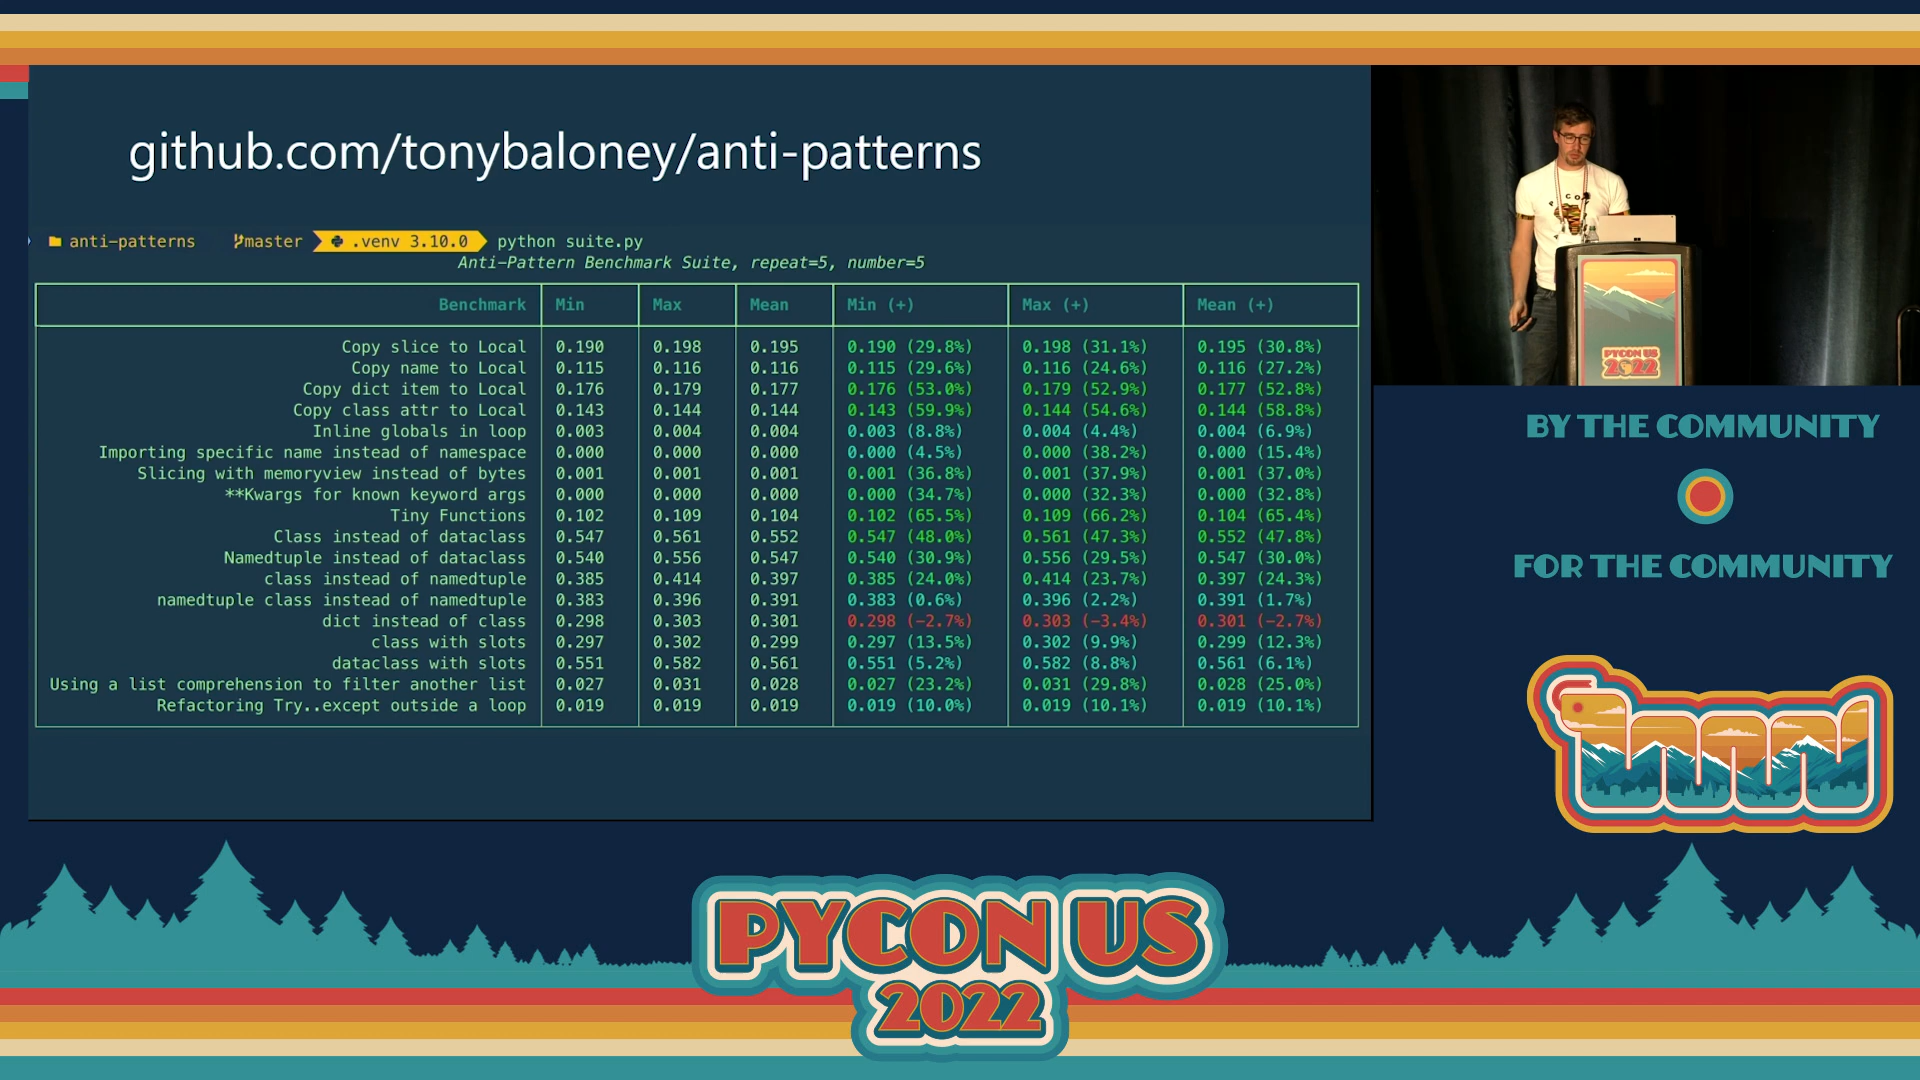 github.com/tonybaloney/anti-patterns
anti-patterns master .venv 3.10.0 python suite.py
Anti-Pattern Benchmark Suite, repeat=5, number=5
Benchmark Min Max Mean Min (+) Max (+) Mean (+)
Copy slice to Local 0.190 0.198 0.195 0.190 (29.8%) 0.198 (31.1%) 0.195 (30.8%)
Copy name to Local 0.115 0.116 0.116 0.115 (29.6%) 0.116 (24.6%) 0.116 (27.2%)
Copy dict item to Local 0.176 0.179 0.177 0.176 (53.0%) 0.179 (52.9%) 0.177 (52.8%)
Copy class attr to Local 0.143 0.144 0.144 0.143 (59.9%) 0.144 (54.6%) 0.144 (58.8%)
Inline globals in loop 0.003 0.004 0.004 0.003 (8.8%) 0.004 (4.4%) 0.004 (6.9%)
Importing specific name instead of namespace 0.000 0.000 0.000 0.000 (4.5%) 0.000 (38.2%) 0.000 (15.4%)
Slicing with memoryview instead of bytes 0.001 0.001 0.001 0.001 (36.8%) 0.001 (37.9%) 0.001 (37.0%)
**Kwargs for known keyword args 0.000 0.000 0.000 0.000 (34.7%) 0.000 (32.3%) 0.000 (32.8%)
Tiny Functions 0.102 0.109 0.104 0.102 (65.5%) 0.109 (66.2%) 0.104 (65.4%)
Class instead of dataclass 0.547 0.561 0.552 0.547 (48.0%) 0.561 (47.3%) 0.552 (47.8%)
Namedtuple instead of dataclass 0.540 0.556 0.547 0.540 (30.9%) 0.556 (29.5%) 0.547 (30.0%)
class instead of namedtuple 0.385 0.414 0.397 0.385 (24.0%) 0.414 (23.7%) 0.397 (24.3%)
namedtuple class instead of namedtuple 0.383 0.396 0.391 0.383 (0.6%) 0.396 (2.2%) 0.391 (1.7%)
dict instead of class 0.298 0.303 0.301 0.298 (-2.7%) 0.303 (-3.4%) 0.301 (-2.7%)
class with slots 0.297 0.302 0.299 0.297 (13.5%) 0.302 (9.9%) 0.299 (12.3%)
dataclass with slots 0.551 0.582 0.561 0.551 (5.2%) 0.582 (8.8%) 0.561 (6.1%)
Using a list comprehension to filter another list 0.027 0.031 0.028 0.027 (23.2%) 0.031 (29.8%) 0.028 (25.0%)
Refactoring Try..except outside a loop 0.019 0.019 0.019 0.019 (10.0%) 0.019 (10.1%) 0.019 (10.1%)
PYCON US
2022
BY THE COMMUNITY
FOR THE COMMUNITY
PYCON US
2022